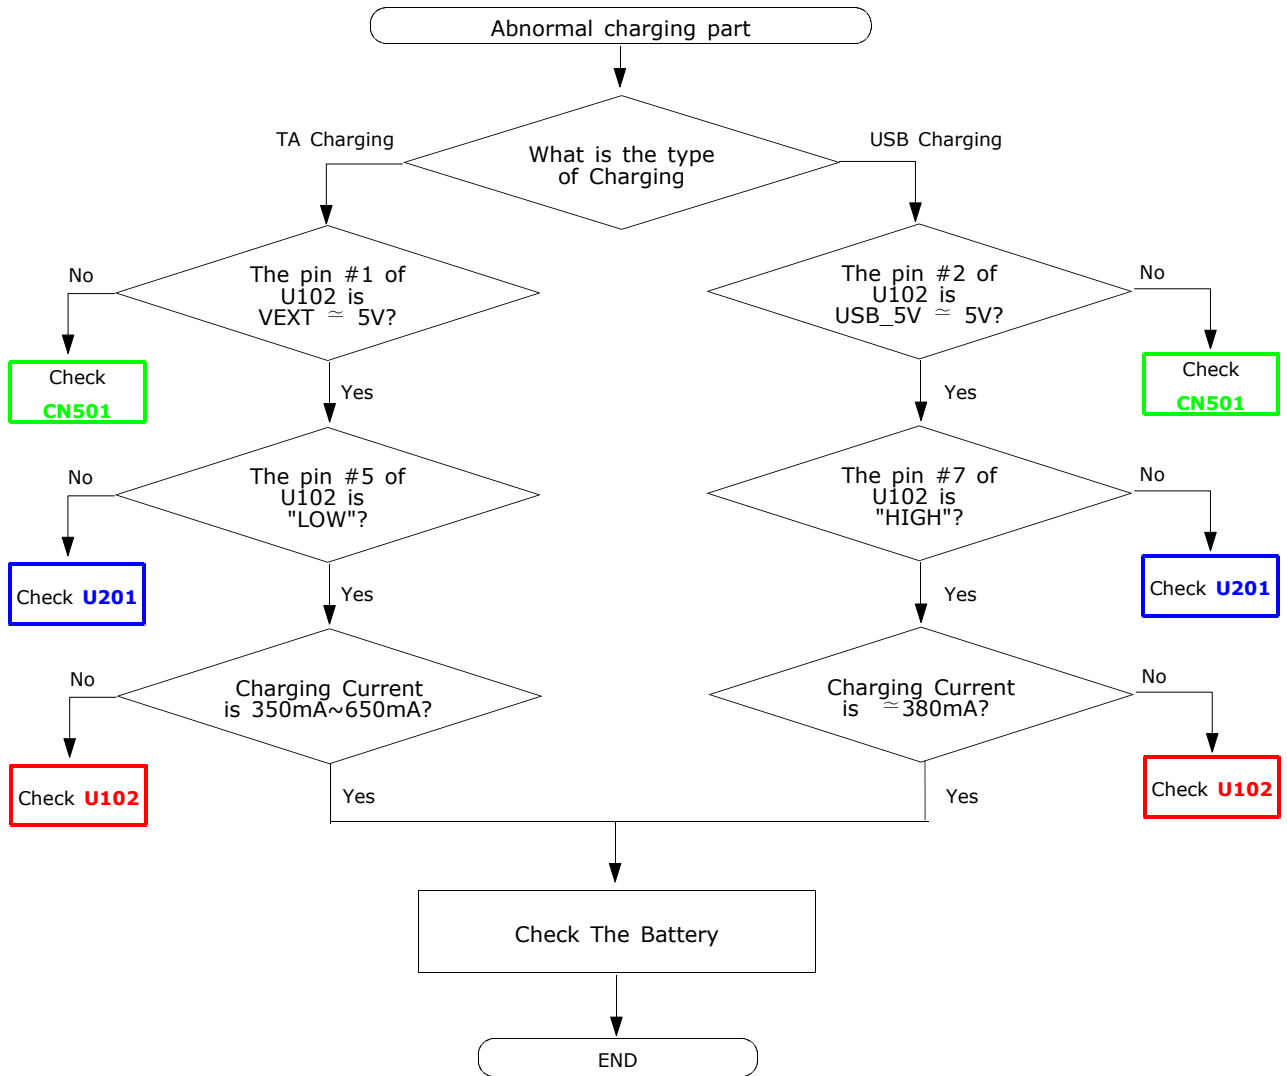 Abnormal charging part
TA Charging
USB Charging
What is the type
of Charging
No
The pin #1 of
U102 is
VEXT ≃ 5V?
The pin #2 of
U102 is
USB_5V ≃ 5V?
No
Check
CN501
Yes
Yes
Check
CN501
No
The pin #5 of
U102 is
"LOW"?
The pin #7 of
U102 is
"HIGH"?
No
Check U201
Yes
Yes
Check U201
No
Charging Current
is 350mA~650mA?
Charging Current
is ≃380mA?
No
Check U102
Yes
Yes
Check U102
Check The Battery
END